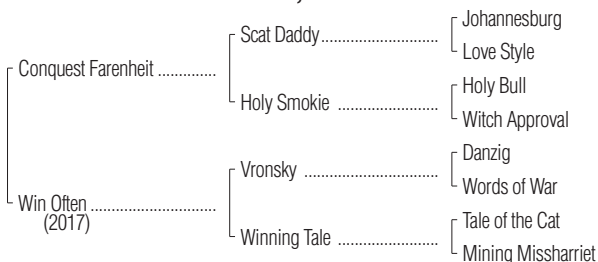 Johannesburg
Scat Daddy..............................
Love Style
Conquest Farenheit ..............
Holy Bull
Holy Smokie ..........................
Witch Approval
Danzig
Vronsky ...................................
Words of War
Win Often ................................
(2017)
Tale of the Cat
Winning Tale ..........................
Mining Missharriet